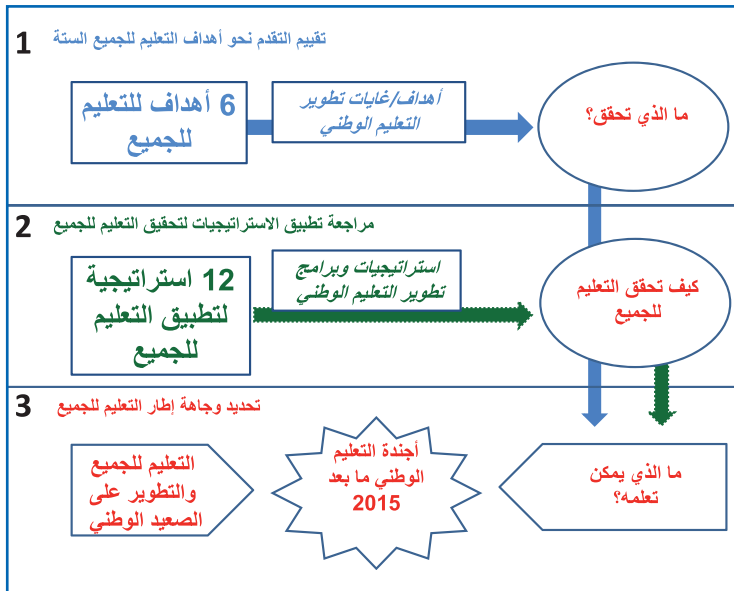 1
تقييم التقدم نحو أهداف التعليم للجميع الستة
6 أهداف للتعليم
للجميع
أهداف/غايات تطوير
التعليم الوطني
ما الذي تحقق؟
2
مراجعة تطبيق الاستراتيجيات لتحقيق التعليم للجميع
12 استراتيجية
لتطبيق التعليم
للجميع
استراتيجيات وبرامج
تطوير التعليم الوطني
كيف تحقق التعليم
للجميع
3
تحديد وجاهة إطار التعليم للجميع
التعليم للجميع
والتطوير على
الصعيد الوطني
أجندة التعليم
الوطني ما بعد
2015
ما الذي يمكن
تعلمه؟